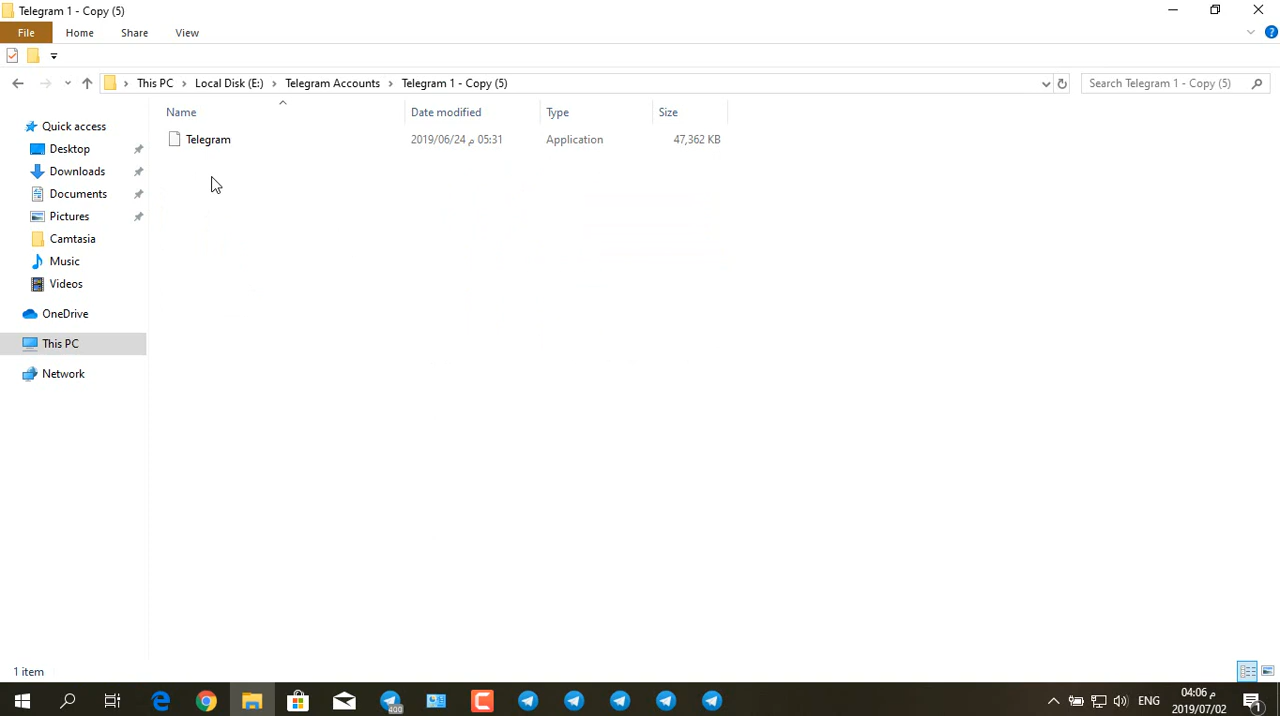 Telegram 1 - Copy (5)
File Home Share View
This PC Local Disk (E:) Telegram Accounts Telegram 1 - Copy (5) Search Telegram 1 - Copy (5)
Name Date modified Type Size
Telegram 2019/06/24 م 05:31 Application 47,362 KB
Quick access
Desktop
Downloads
Documents
Pictures
Camtasia
Music
Videos
OneDrive
This PC
Network
1 item
400
ENG
م 04:06
2019/07/02
1